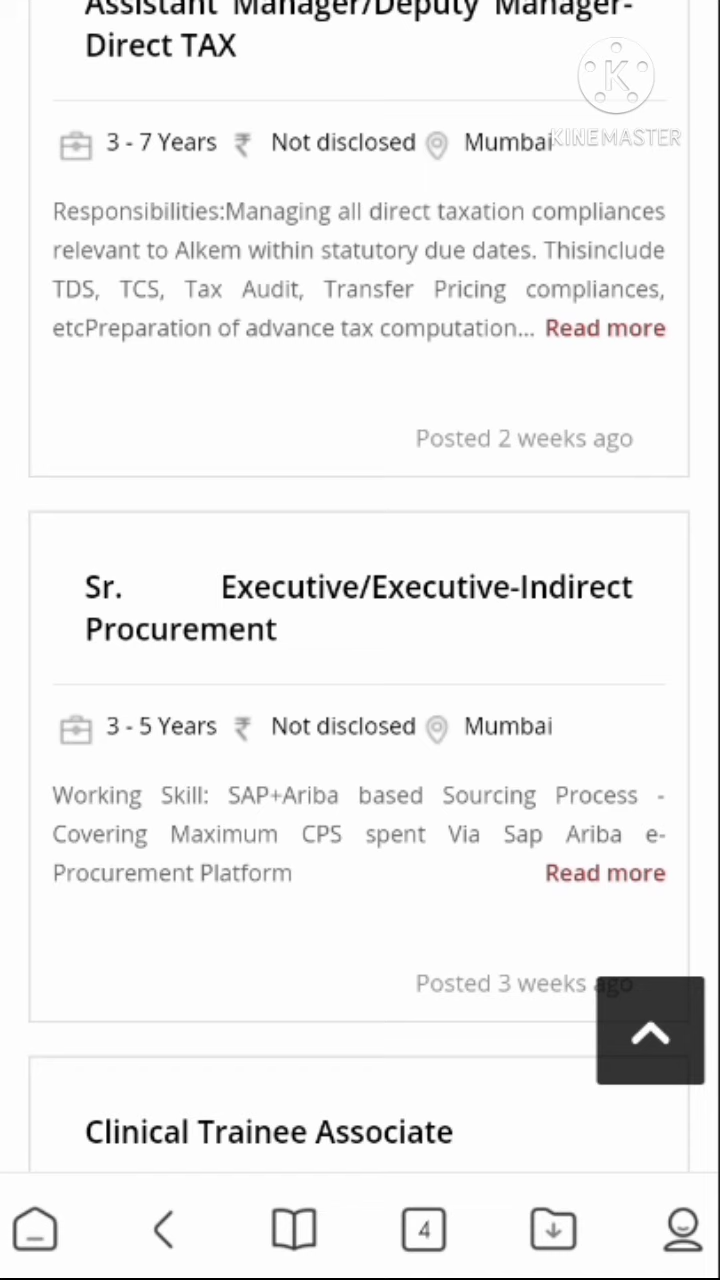 Assistant Manager/Deputy Manager-
Direct TAX
K
KINEMASTER
3 - 7 Years ₹ Not disclosed Mumbai
Responsibilities:Managing all direct taxation compliances
relevant to Alkem within statutory due dates. Thisinclude
TDS, TCS, Tax Audit, Transfer Pricing compliances,
etcPreparation of advance tax computation... Read more
Posted 2 weeks ago
Sr. Executive/Executive-Indirect
Procurement
3 - 5 Years ₹ Not disclosed Mumbai
Working Skill: SAP+Ariba based Sourcing Process -
Covering Maximum CPS spent Via Sap Ariba e-
Procurement Platform Read more
Posted 3 weeks ago
Clinical Trainee Associate
4